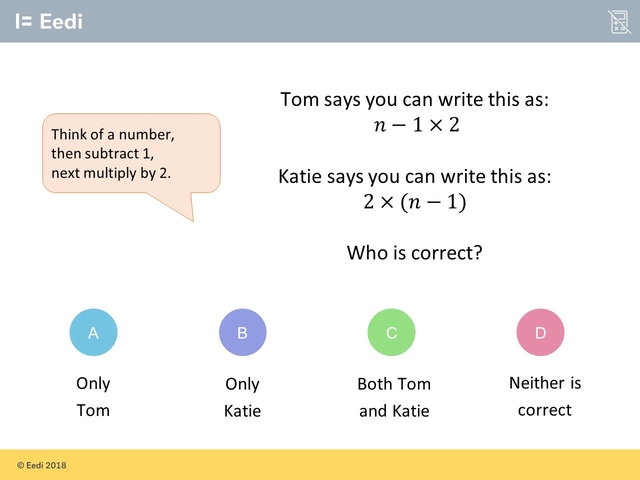 Eedi
Think of a number,
then subtract 1,
next multiply by 2.
Tom says you can write this as:
𝑛 − 1 × 2
Katie says you can write this as:
2 × (𝑛 − 1)
Who is correct?
A
Only
Tom
B
Only
Katie
C
Both Tom
and Katie
D
Neither is
correct
© Eedi 2018